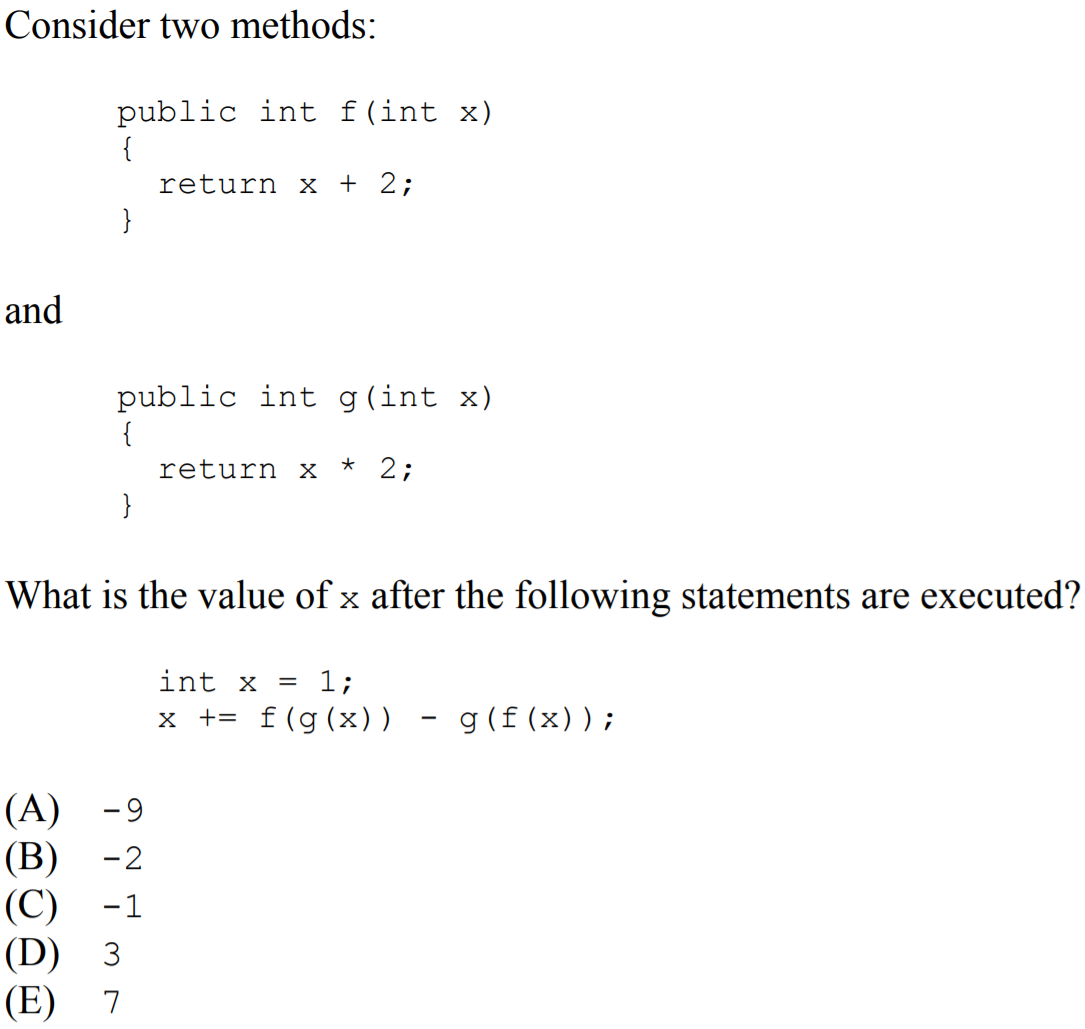 Consider two methods:
public int f(int x)
{
return x + 2;
}
and
public int g(int x)
{
return x * 2;
}
What is the value of x after the following statements are executed?
int x = 1;
x += f(g(x)) - g(f(x));
(A) -9
(B) -2
(C) -1
(D) 3
(E) 7